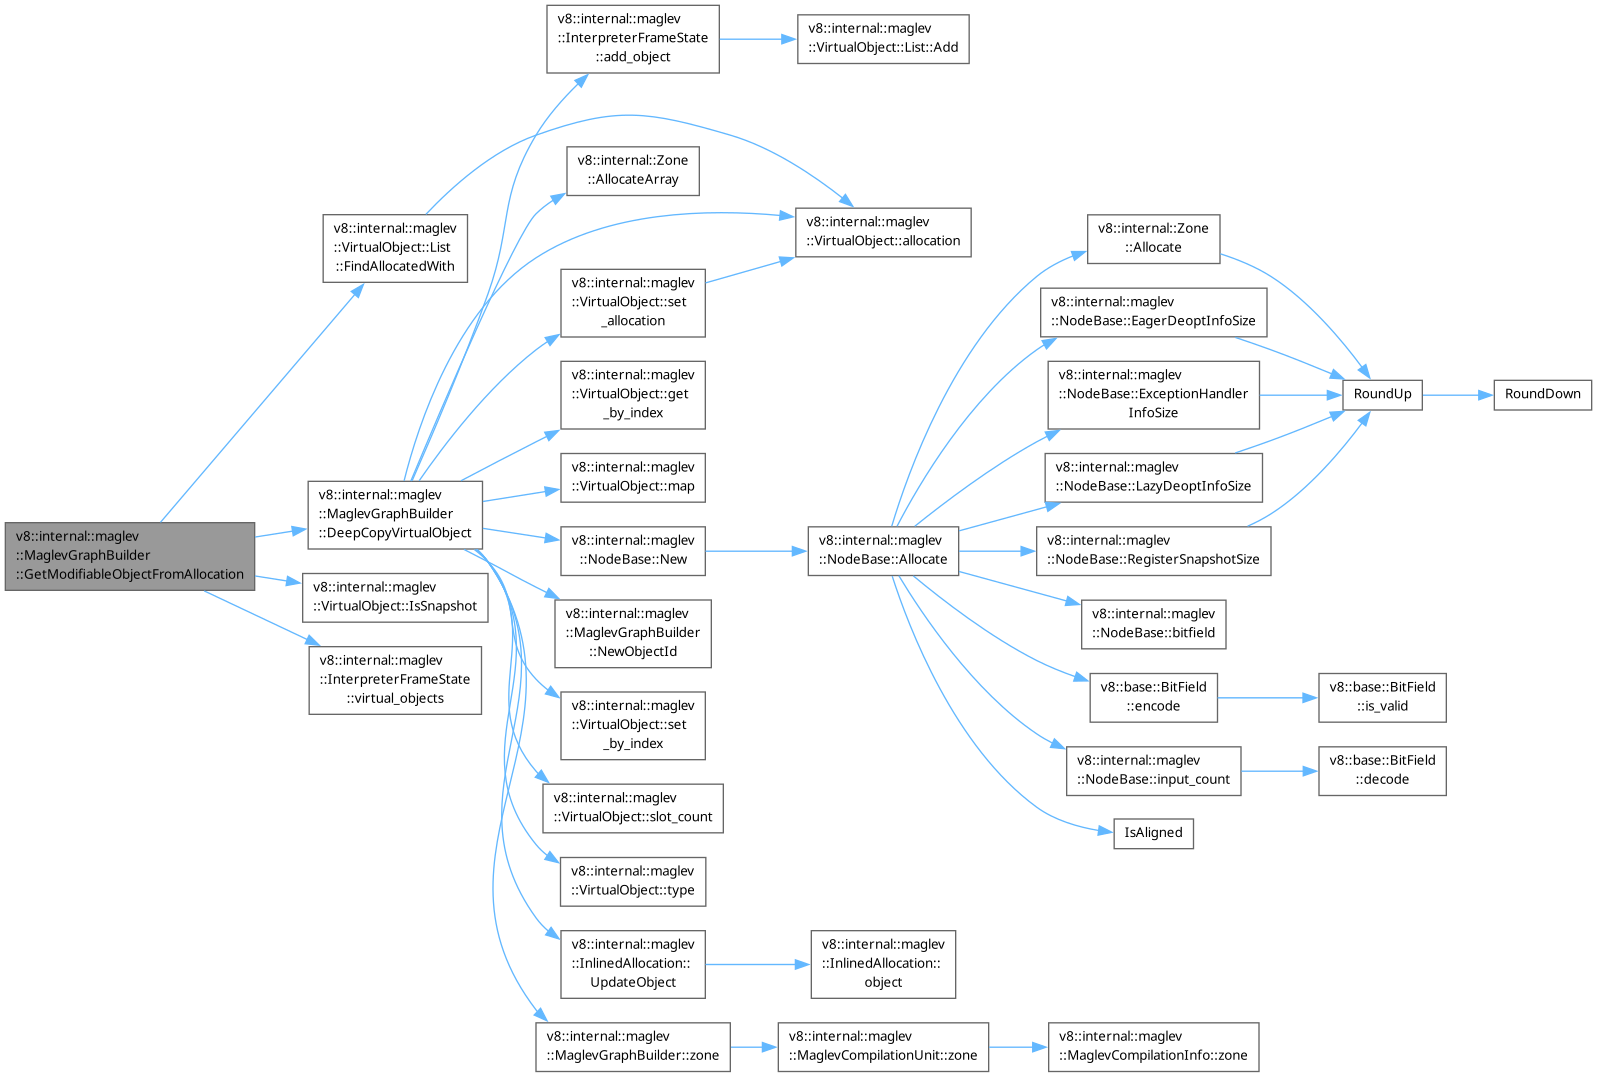 v8::internal::maglev
::MaglevGraphBuilder
::GetModifiableObjectFromAllocation
v8::internal::maglev
::VirtualObject::List
::FindAllocatedWith
v8::internal::maglev
::MaglevGraphBuilder
::DeepCopyVirtualObject
v8::internal::maglev
::VirtualObject::IsSnapshot
v8::internal::maglev
::InterpreterFrameState
::virtual_objects
v8::internal::maglev
::InterpreterFrameState
::add_object
v8::internal::Zone
::AllocateArray
v8::internal::maglev
::VirtualObject::set
_allocation
v8::internal::maglev
::VirtualObject::get
_by_index
v8::internal::maglev
::VirtualObject::map
v8::internal::maglev
::NodeBase::New
v8::internal::maglev
::MaglevGraphBuilder
::NewObjectId
v8::internal::maglev
::VirtualObject::set
_by_index
v8::internal::maglev
::VirtualObject::slot_count
v8::internal::maglev
::VirtualObject::type
v8::internal::maglev
::InlinedAllocation::
UpdateObject
v8::internal::maglev
::MaglevGraphBuilder::zone
v8::internal::maglev
::VirtualObject::List::Add
v8::internal::maglev
::VirtualObject::allocation
v8::internal::maglev
::NodeBase::Allocate
v8::internal::maglev
::InlinedAllocation::
object
v8::internal::maglev
::MaglevCompilationUnit::zone
v8::internal::Zone
::Allocate
v8::internal::maglev
::NodeBase::EagerDeoptInfoSize
v8::internal::maglev
::NodeBase::ExceptionHandler
InfoSize
v8::internal::maglev
::NodeBase::LazyDeoptInfoSize
v8::internal::maglev
::NodeBase::RegisterSnapshotSize
v8::internal::maglev
::NodeBase::bitfield
v8::base::BitField
::encode
v8::internal::maglev
::NodeBase::input_count
IsAligned
v8::internal::maglev
::MaglevCompilationInfo::zone
RoundUp
v8::base::BitField
::is_valid
v8::base::BitField
::decode
RoundDown